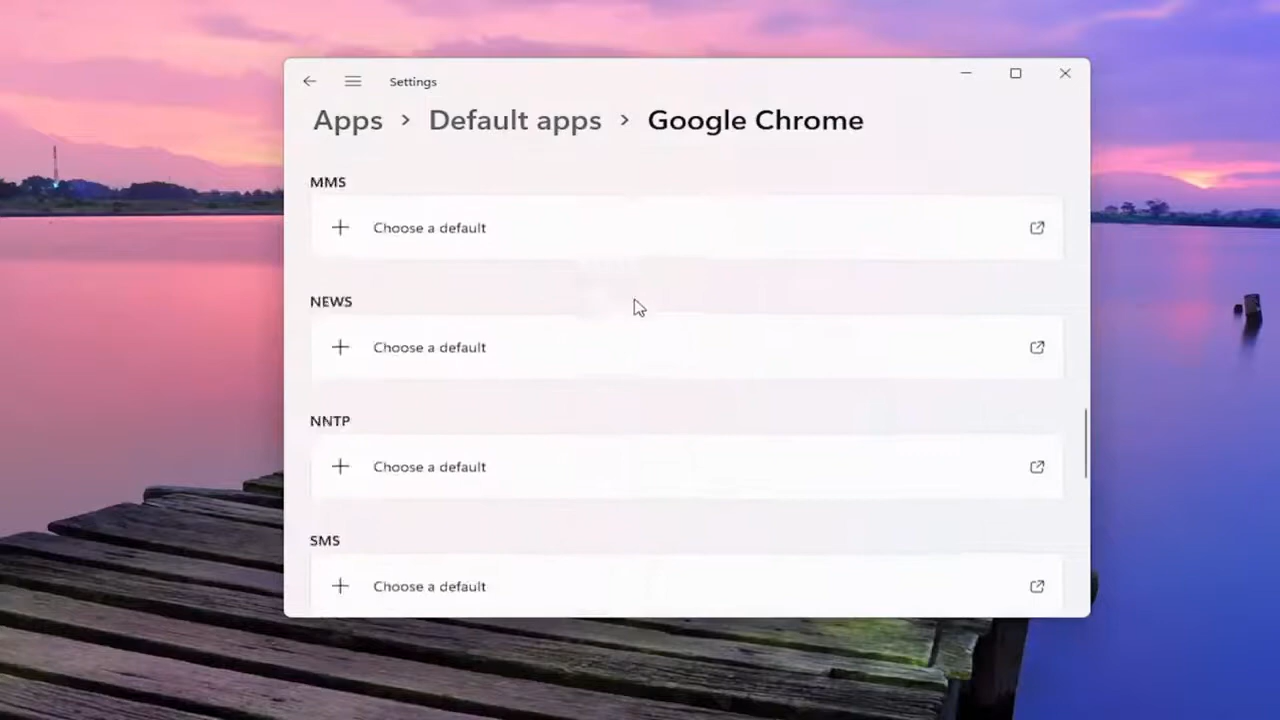 Settings
Apps > Default apps > Google Chrome
MMS
Choose a default
NEWS
Choose a default
NNTP
Choose a default
SMS
Choose a default